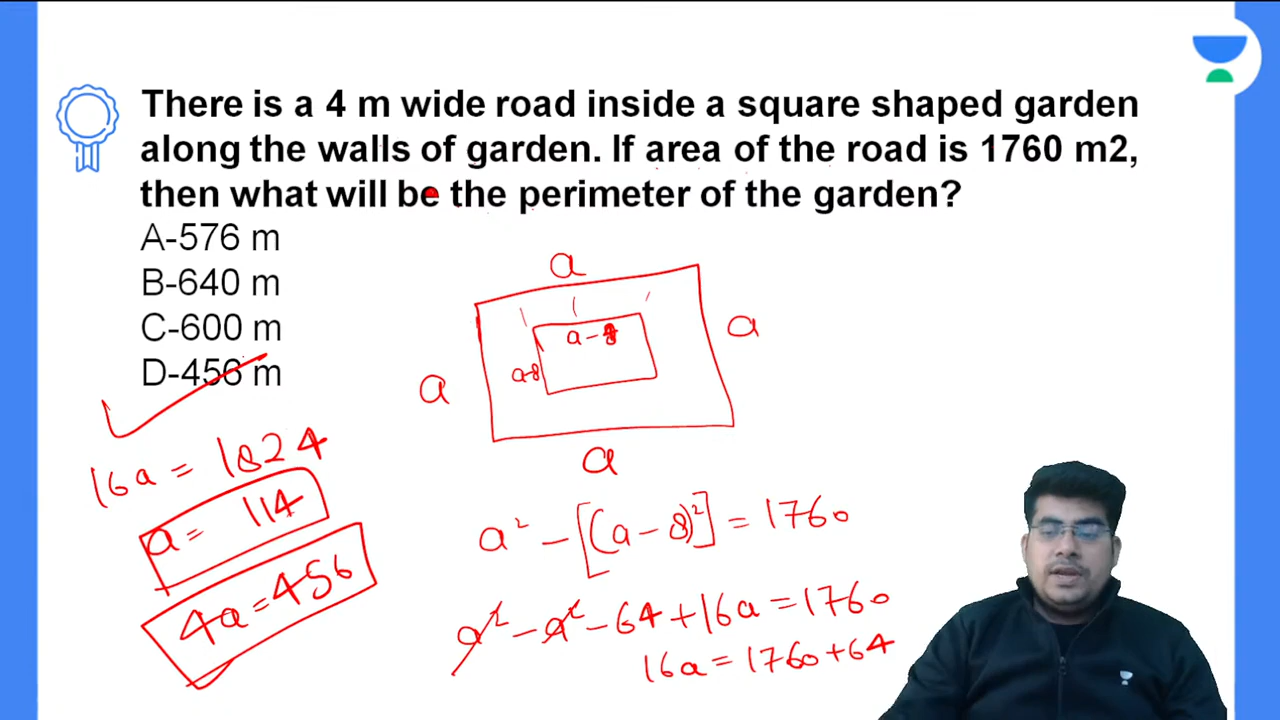 There is a 4 m wide road inside a square shaped garden
along the walls of garden. If area of the road is 1760 m2,
then what will be the perimeter of the garden?
A-576 m
B-640 m
C-600 m
D-456 m
a
a - 8
a-8
a
a
a
16a = 1824
a = 114
4a = 456
a² - [(a - 8)²] = 1760
a² - a² - 64 + 16a = 1760
16a = 1760 + 64